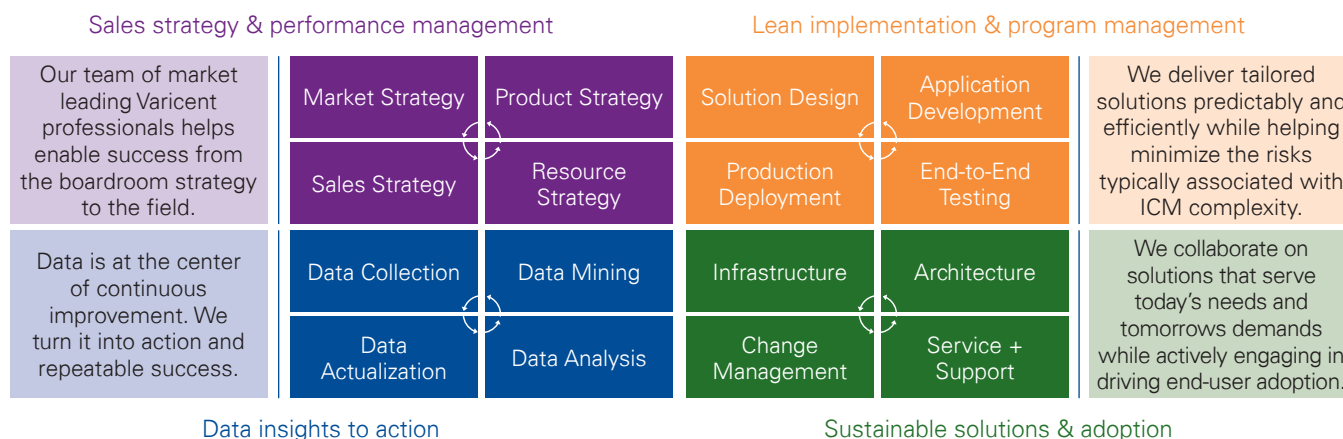 Sales strategy & performance management
Lean implementation & program management
Our team of market
leading Varicent
professionals helps
enable success from
the boardroom strategy
to the field.
Market Strategy
Product Strategy
Sales Strategy
Resource
Strategy
Solution Design
Application
Development
Production
Deployment
End-to-End
Testing
We deliver tailored
solutions predictably and
efficiently while helping
minimize the risks
typically associated with
ICM complexity.
Data is at the center
of continuous
improvement. We
turn it into action and
repeatable success.
Data Collection
Data Mining
Data
Actualization
Data Analysis
Infrastructure
Architecture
Change
Management
Service +
Support
We collaborate on
solutions that serve
today's needs and
tomorrows demands
while actively engaging in
driving end-user adoption.
Data insights to action
Sustainable solutions & adoption